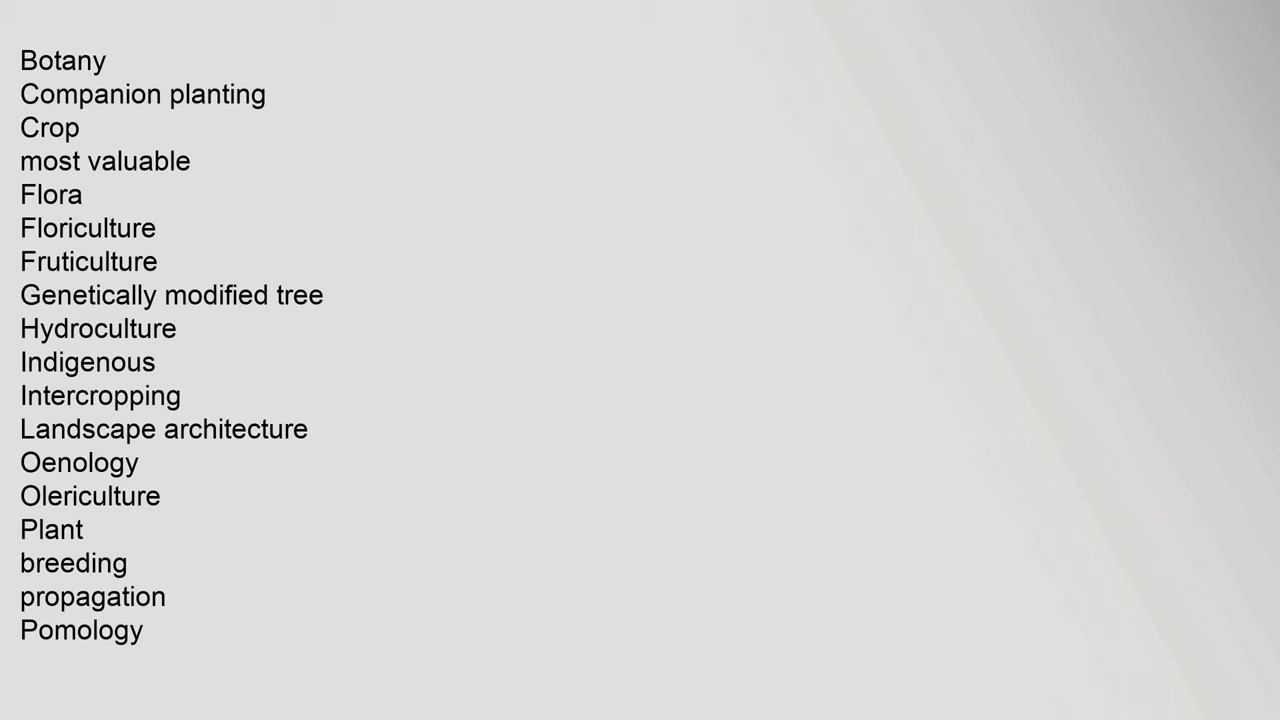 Botany
Companion planting
Crop
most valuable
Flora
Floriculture
Fruticulture
Genetically modified tree
Hydroculture
Indigenous
Intercropping
Landscape architecture
Oenology
Olericulture
Plant
breeding
propagation
Pomology